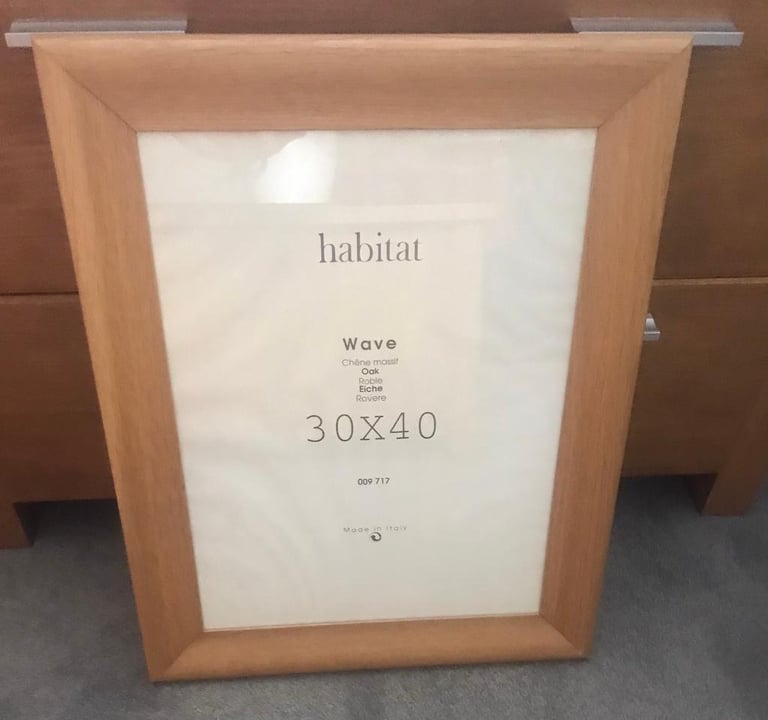 habitat
Wave
Chêne massif
Oak
Roble
Eiche
Rovere
30X40
009 717
Made in Italy